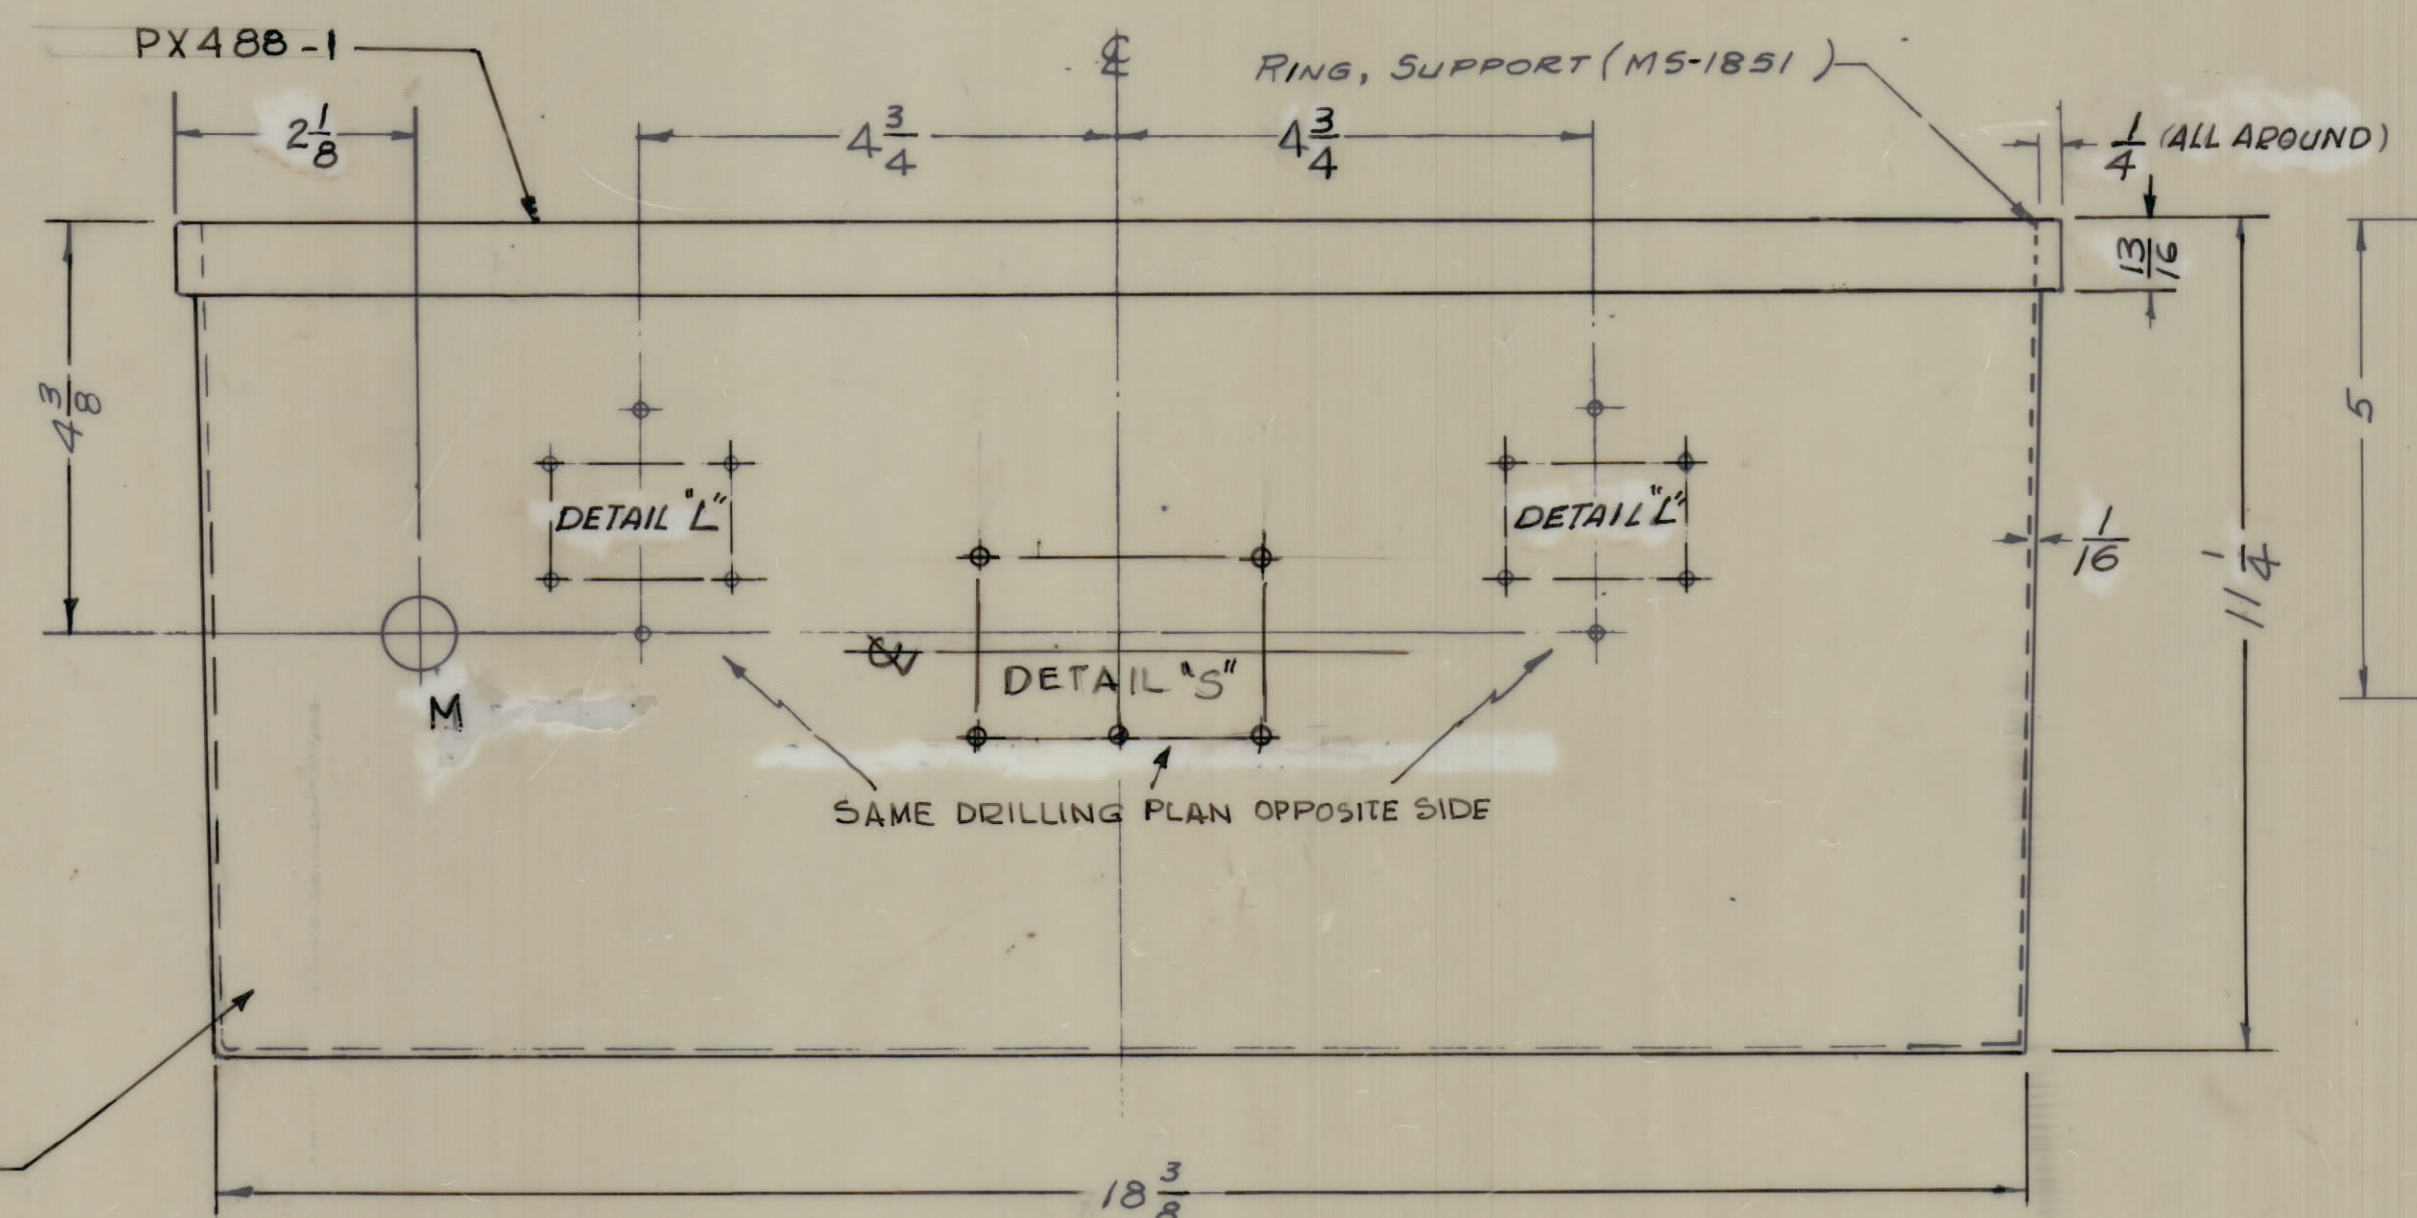 PX488-1
℄
RING, SUPPORT (MS-1851)
2 1/8
4 3/4
4 3/4
1/4 (ALL AROUND)
13/16
4 3/8
5
DETAIL "L"
DETAIL "L"
1/16
11 1/4
DETAIL "S"
M
SAME DRILLING PLAN OPPOSITE SIDE
18 3/8